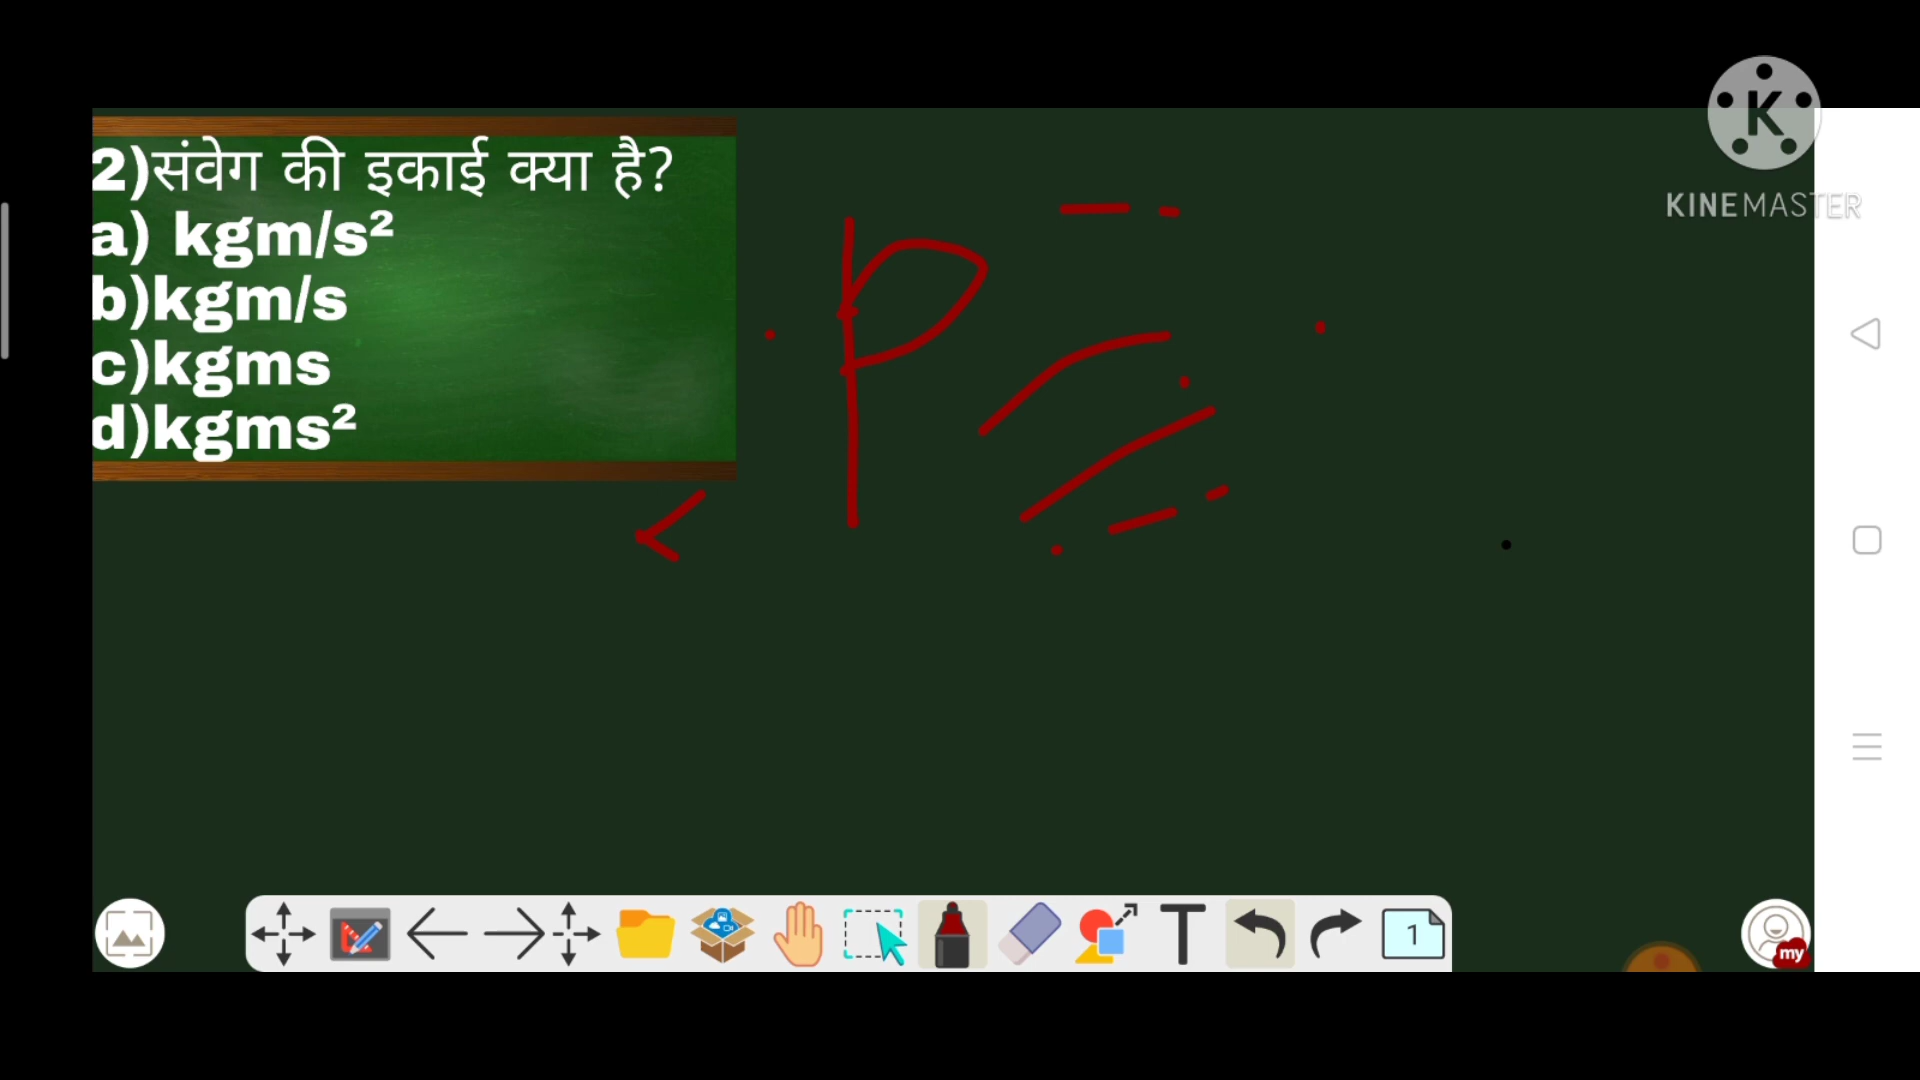 2)संवेग की इकाई क्या है?
a) kgm/s²
b)kgm/s
c)kgms
d)kgms²
P =
K
KINEMASTER
T
1
my